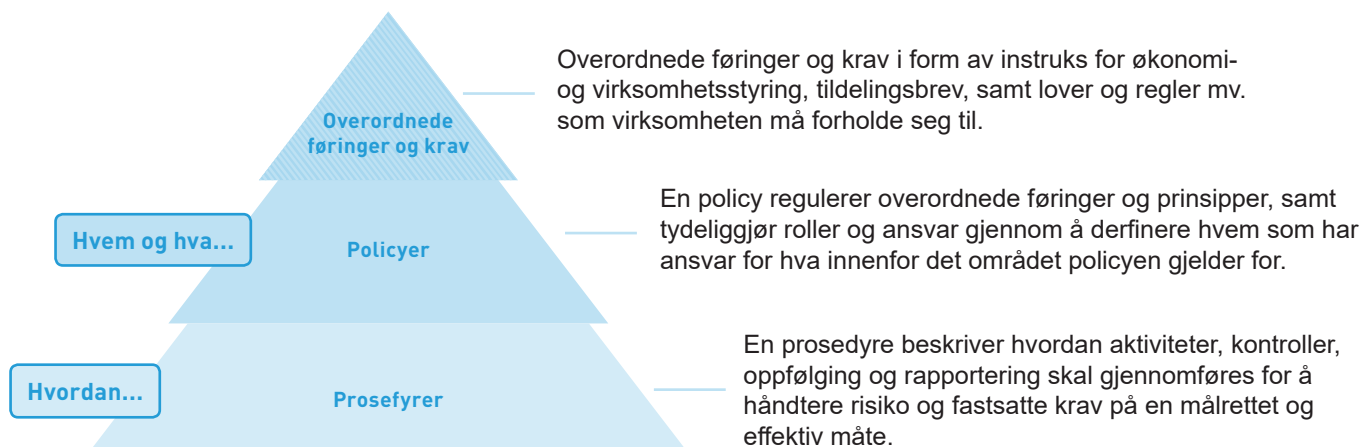 Overordnede føringer og krav i form av instruks for økonomi-
og virksomhetsstyring, tildelingsbrev, samt lover og regler mv.
som virksomheten må forholde seg til.
Overordnede
føringer og krav
En policy regulerer overordnede føringer og prinsipper, samt
tydeliggjør roller og ansvar gjennom å derfinere hvem som har
ansvar for hva innenfor det området policyen gjelder for.
Hvem og hva...
Policyer
En prosedyre beskriver hvordan aktiviteter, kontroller,
oppfølging og rapportering skal gjennomføres for å
håndtere risiko og fastsatte krav på en målrettet og
effektiv måte.
Hvordan...
Prosefyrer